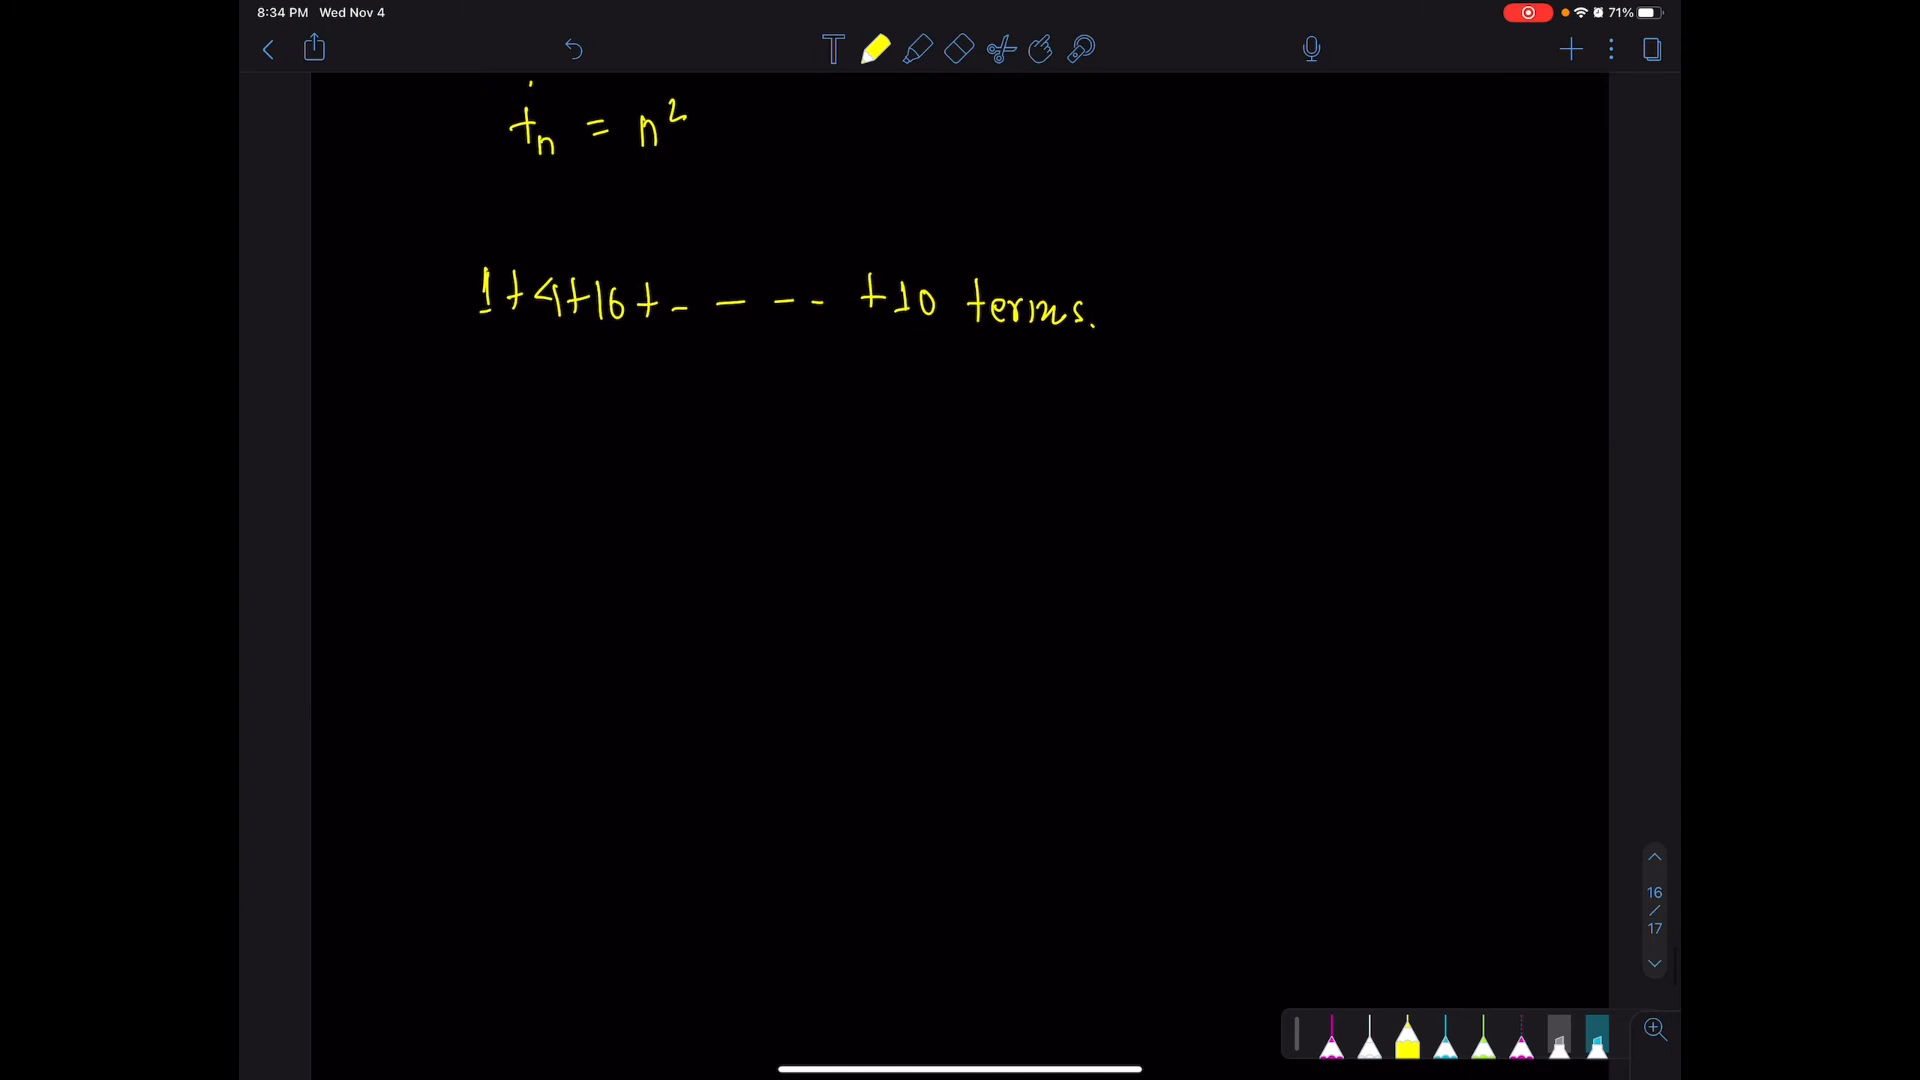 8:34 PM Wed Nov 4 71%
tₙ = n²
1+4+16+- - - - +10 terms.
16
/
17